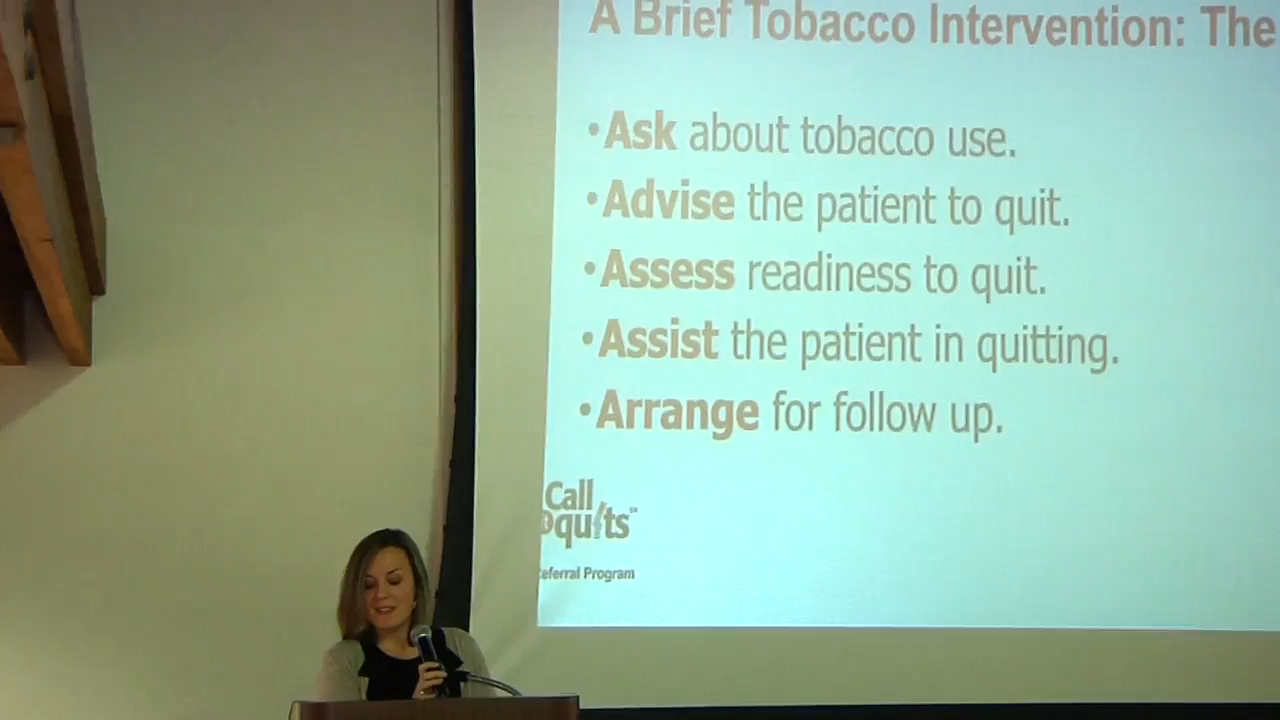 A Brief Tobacco Intervention: The
•Ask about tobacco use.
•Advise the patient to quit.
•Assess readiness to quit.
•Assist the patient in quitting.
•Arrange for follow up.
Call
quits
Referral Program